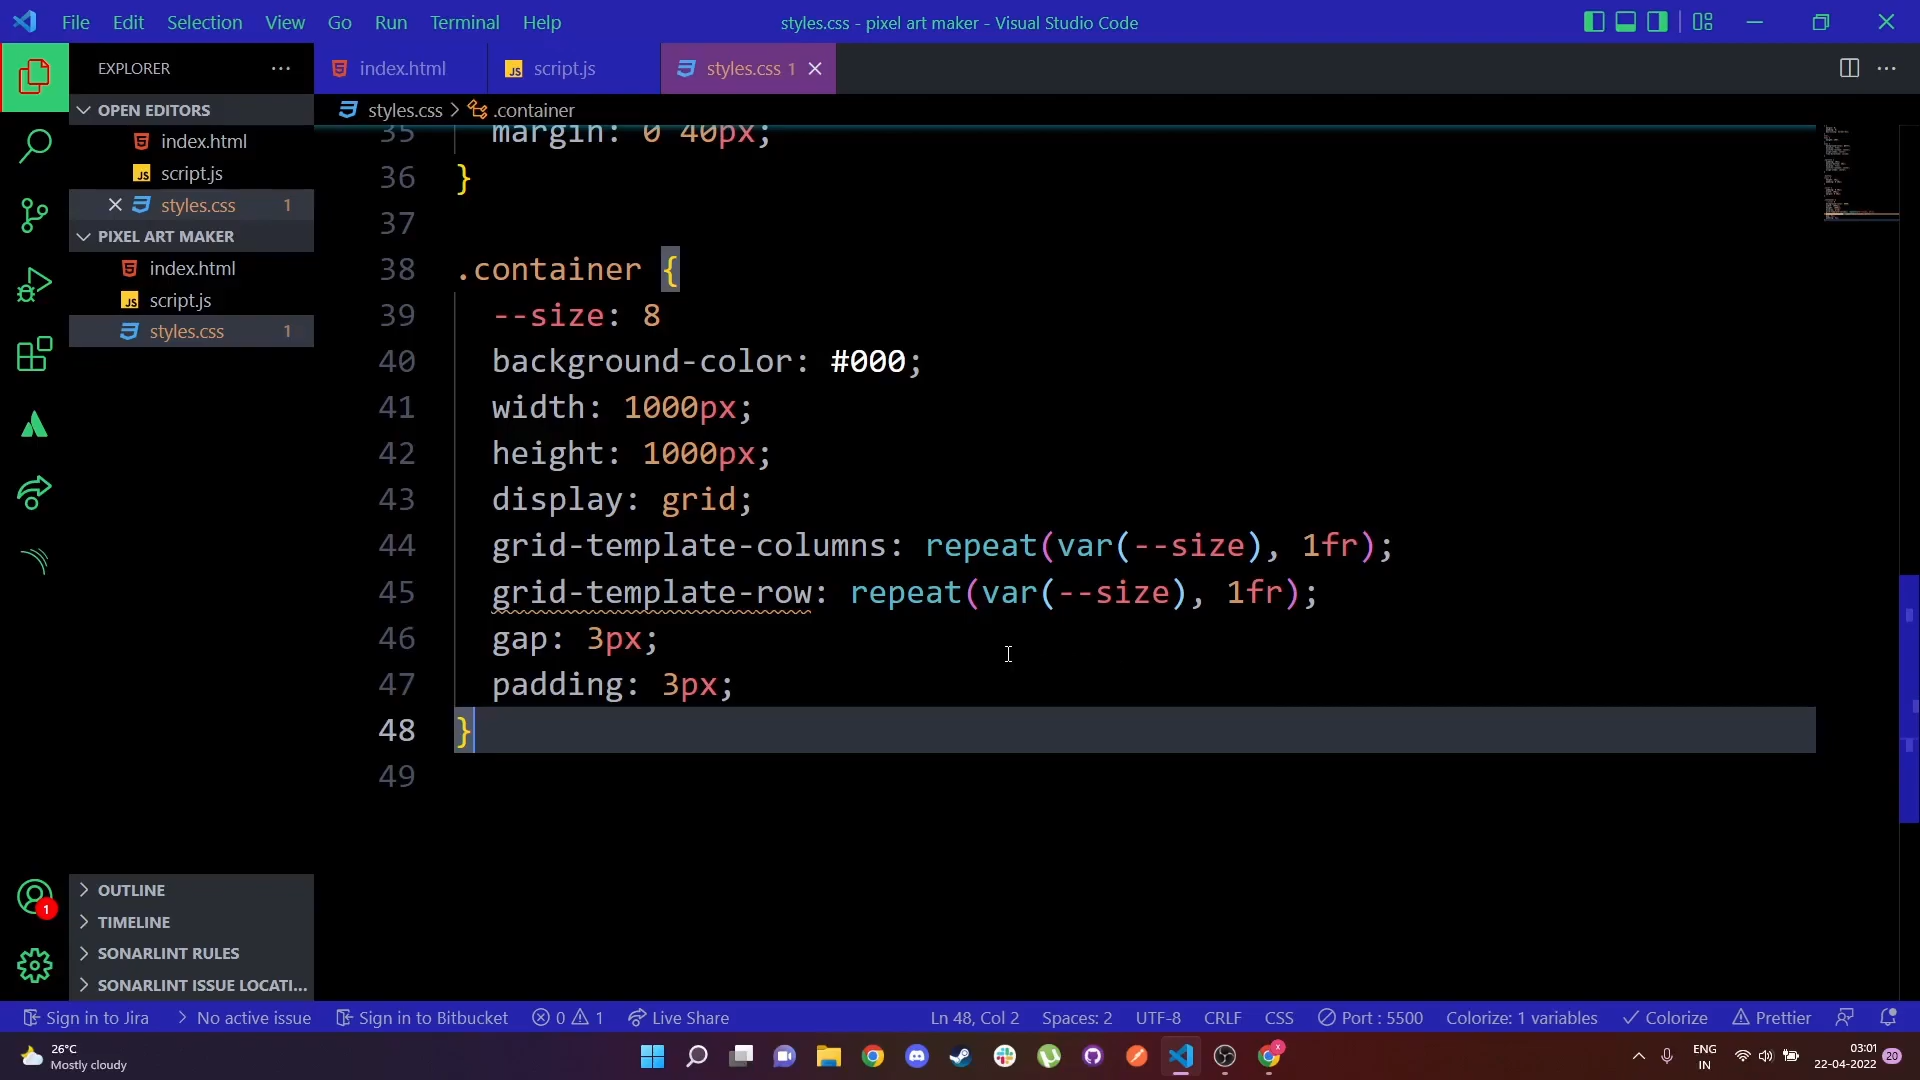 File Edit Selection View Go Run Terminal Help
styles.css - pixel art maker - Visual Studio Code
EXPLORER
index.html
script.js
styles.css 1
OPEN EDITORS
index.html
script.js
styles.css 1
PIXEL ART MAKER
index.html
script.js
styles.css 1
styles.css > .container
35 margin: 0 40px;
36 }
37
38 .container {
39 --size: 8
40 background-color: #000;
41 width: 1000px;
42 height: 1000px;
43 display: grid;
44 grid-template-columns: repeat(var(--size), 1fr);
45 grid-template-row: repeat(var(--size), 1fr);
46 gap: 3px;
47 padding: 3px;
48 }
49
1
OUTLINE
TIMELINE
SONARLINT RULES
SONARLINT ISSUE LOCATI...
Sign in to Jira No active issue Sign in to Bitbucket 0 1 Live Share Ln 48, Col 2 Spaces: 2 UTF-8 CRLF CSS Port : 5500 Colorize: 1 variables Colorize Prettier
26°C
Mostly cloudy
ENG
IN
03:01
22-04-2022
20